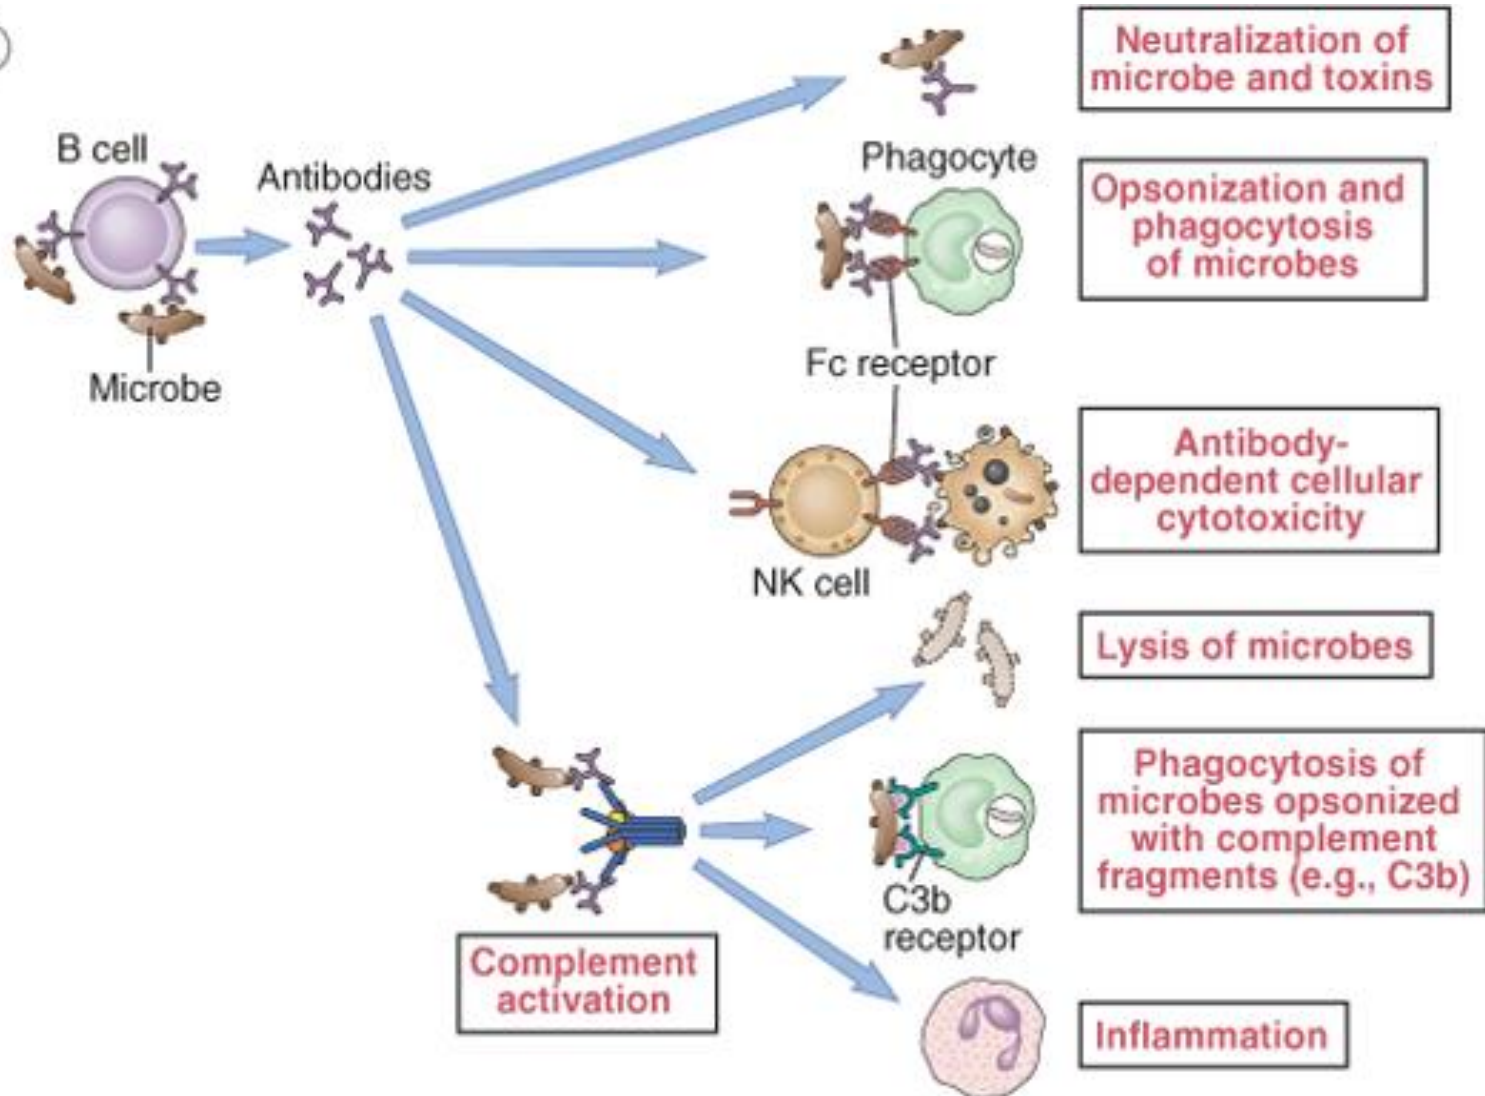 Neutralization of
microbe and toxins
B cell
Antibodies
Phagocyte
Opsonization and
phagocytosis
of microbes
Microbe
Fc receptor
Antibody-
dependent cellular
cytotoxicity
NK cell
Lysis of microbes
Phagocytosis of
microbes opsonized
with complement
fragments (e.g., C3b)
C3b
receptor
Complement
activation
Inflammation